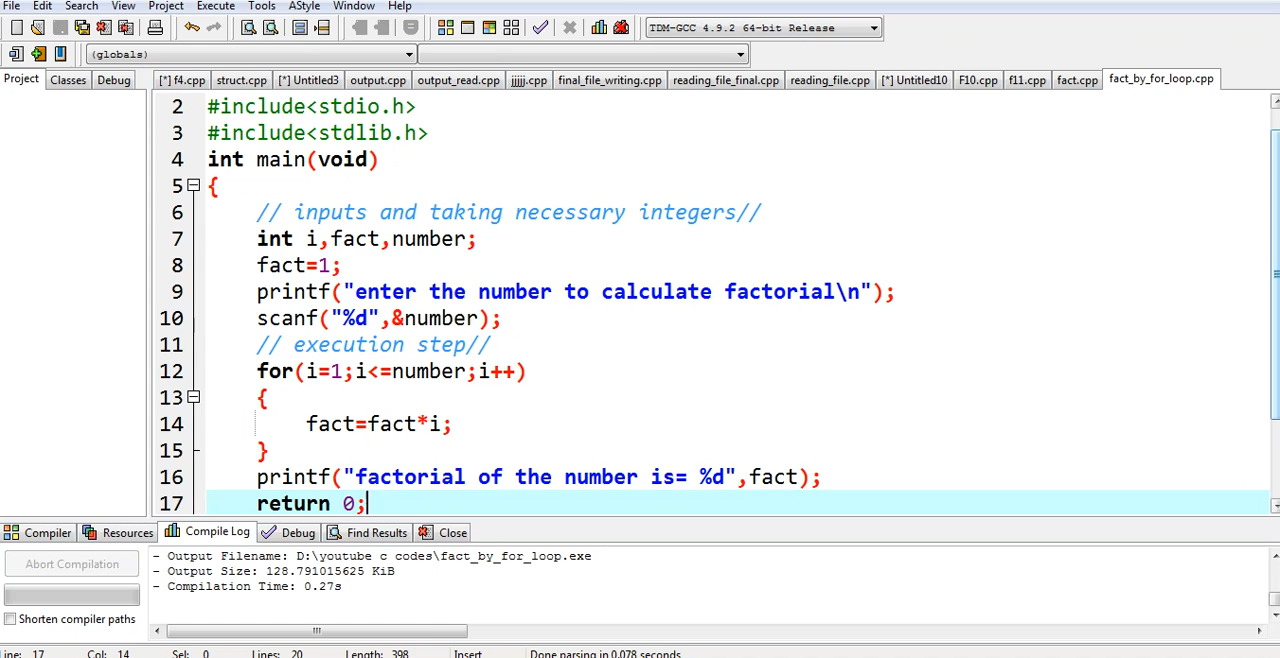 File Edit Search View Project Execute Tools AStyle Window Help
TDM-GCC 4.9.2 64-bit Release
(globals)
Project Classes Debug [*] f4.cpp struct.cpp [*] Untitled3 output.cpp output_read.cpp jjjjj.cpp final_file_writing.cpp reading_file_final.cpp reading_file.cpp [*] Untitled10 F10.cpp f11.cpp fact.cpp fact_by_for_loop.cpp
2 #include<stdio.h>
3 #include<stdlib.h>
4 int main(void)
5 {
6 // inputs and taking necessary integers//
7 int i,fact,number;
8 fact=1;
9 printf("enter the number to calculate factorial\n");
10 scanf("%d",&number);
11 // execution step//
12 for(i=1;i<=number;i++)
13 {
14 fact=fact*i;
15 }
16 printf("factorial of the number is= %d",fact);
17 return 0;
Compiler Resources Compile Log Debug Find Results Close
Abort Compilation
Shorten compiler paths
- Output Filename: D:\youtube c codes\fact_by_for_loop.exe
- Output Size: 128.791015625 KiB
- Compilation Time: 0.27s
Line: 17 Col: 14 Sel: 0 Lines: 20 Length: 398 Insert Done parsing in 0.078 seconds